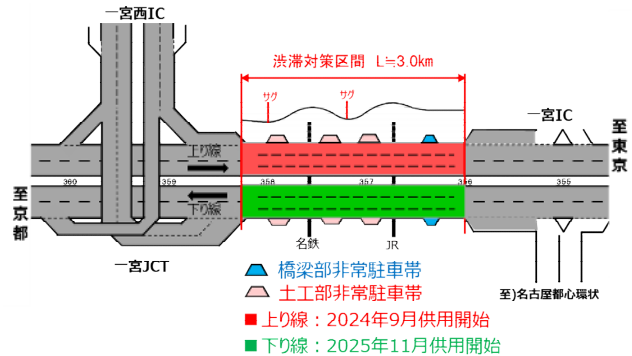 一宮西IC
渋滞対策区間 L≒3.0km
サグ
サグ
一宮IC
至東京
上り線
360
359
358
357
356
355
下り線
至京都
名鉄
JR
一宮JCT
至)名古屋都心環状
橋梁部非常駐車帯
土工部非常駐車帯
上り線：2024年9月供用開始
下り線：2025年11月供用開始